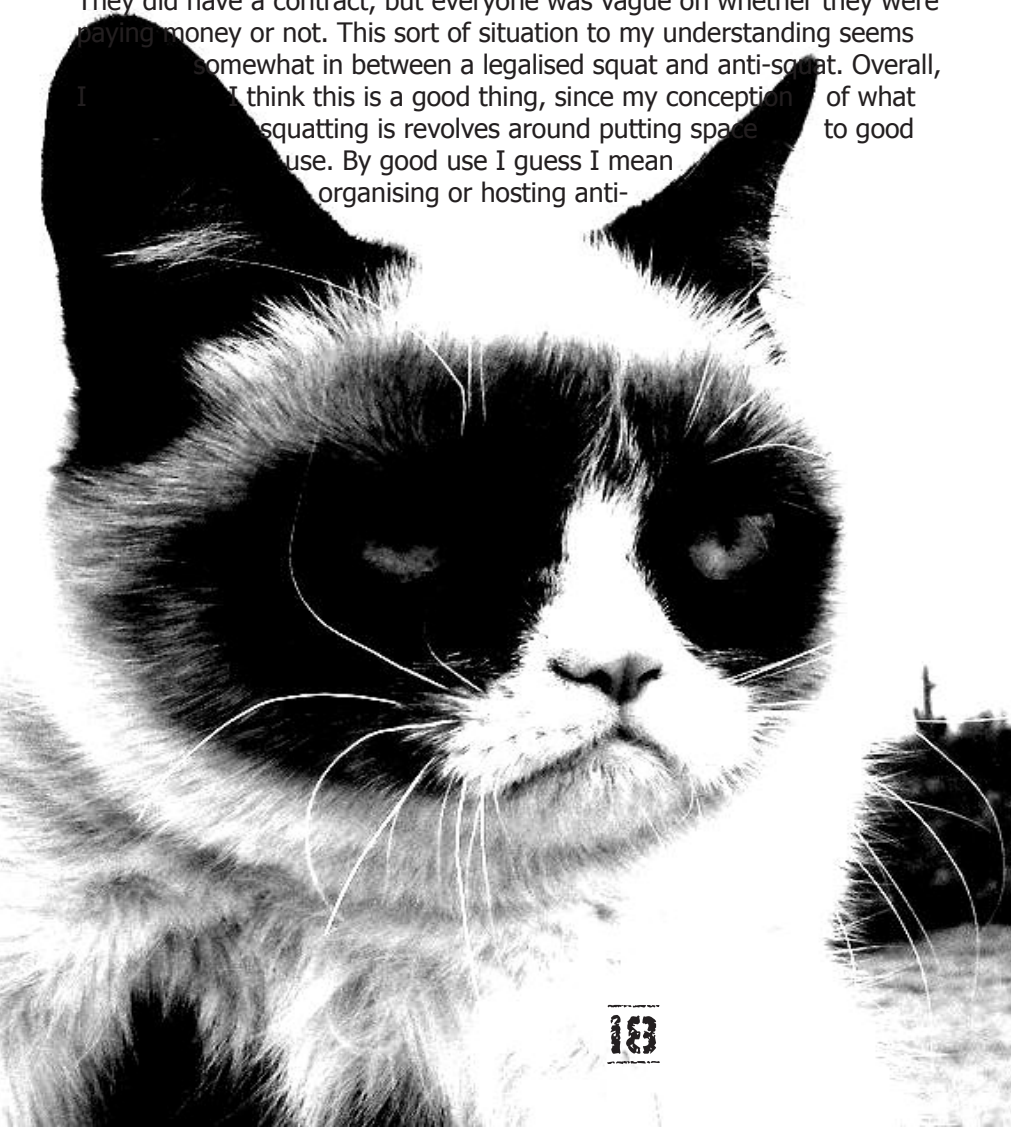 They did have a contract, but everyone was vague on whether they were
paying money or not. This sort of situation to my understanding seems
somewhat in between a legalised squat and anti-squat. Overall,
I I think this is a good thing, since my conception of what
squatting is revolves around putting space to good
use. By good use I guess I mean
organising or hosting anti-
18